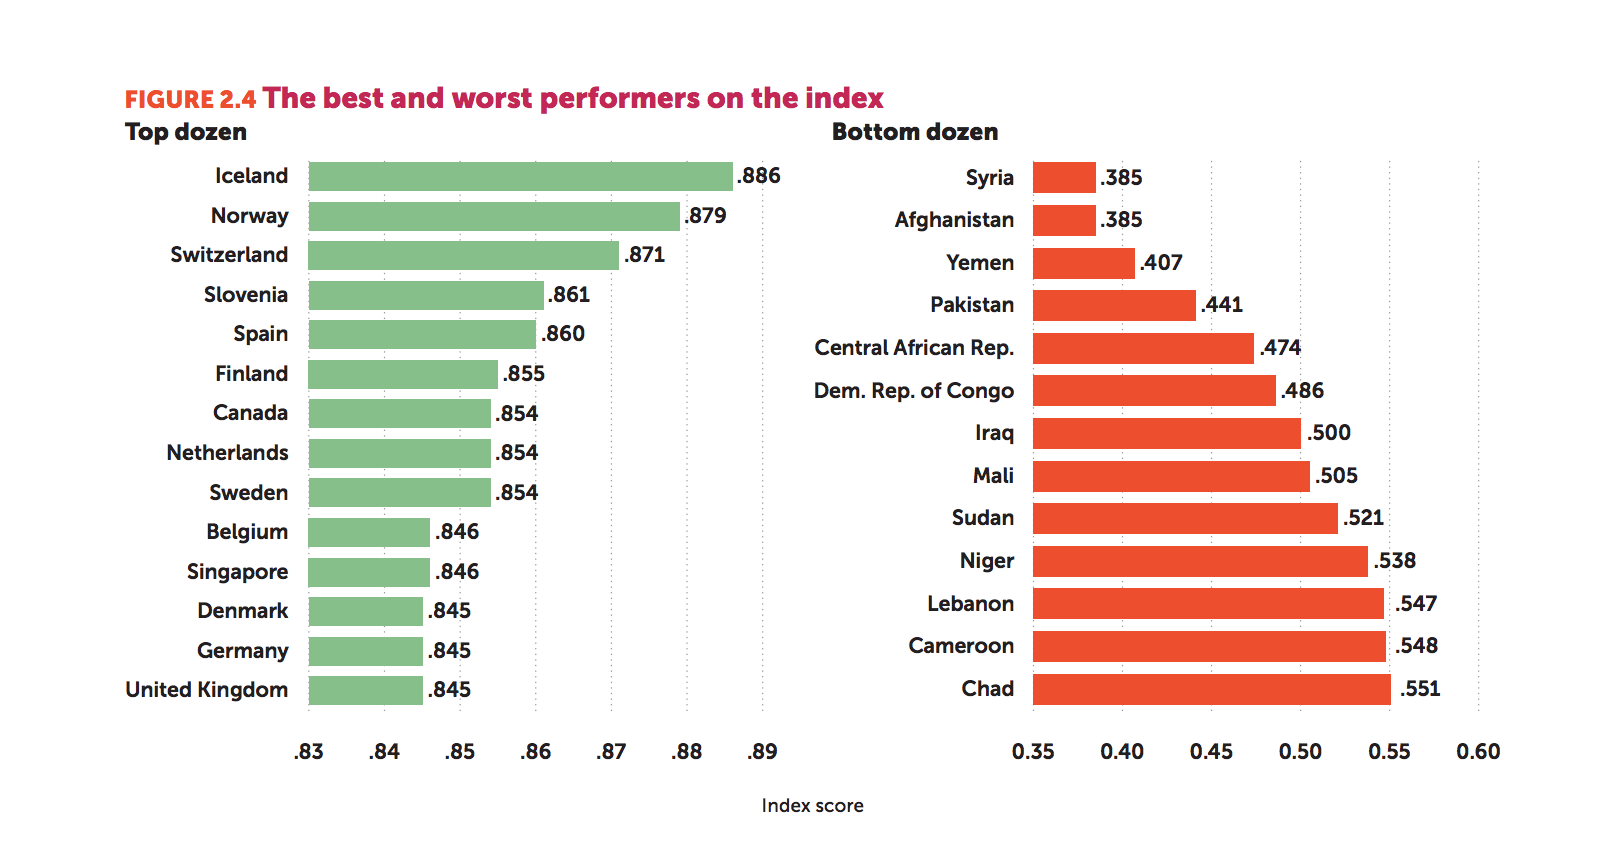 FIGURE 2.4 The best and worst performers on the index
Top dozen
Iceland .886
Norway .879
Switzerland .871
Slovenia .861
Spain .860
Finland .855
Canada .854
Netherlands .854
Sweden .854
Belgium .846
Singapore .846
Denmark .845
Germany .845
United Kingdom .845
.83 .84 .85 .86 .87 .88 .89
Bottom dozen
Syria .385
Afghanistan .385
Yemen .407
Pakistan .441
Central African Rep. .474
Dem. Rep. of Congo .486
Iraq .500
Mali .505
Sudan .521
Niger .538
Lebanon .547
Cameroon .548
Chad .551
0.35 0.40 0.45 0.50 0.55 0.60
Index score